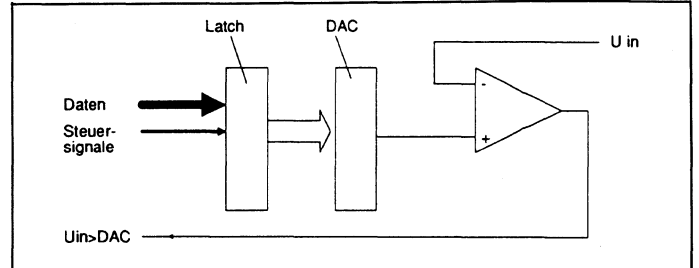 Latch
DAC
U in
-
Daten
Steuer-
signale
+
Uin>DAC